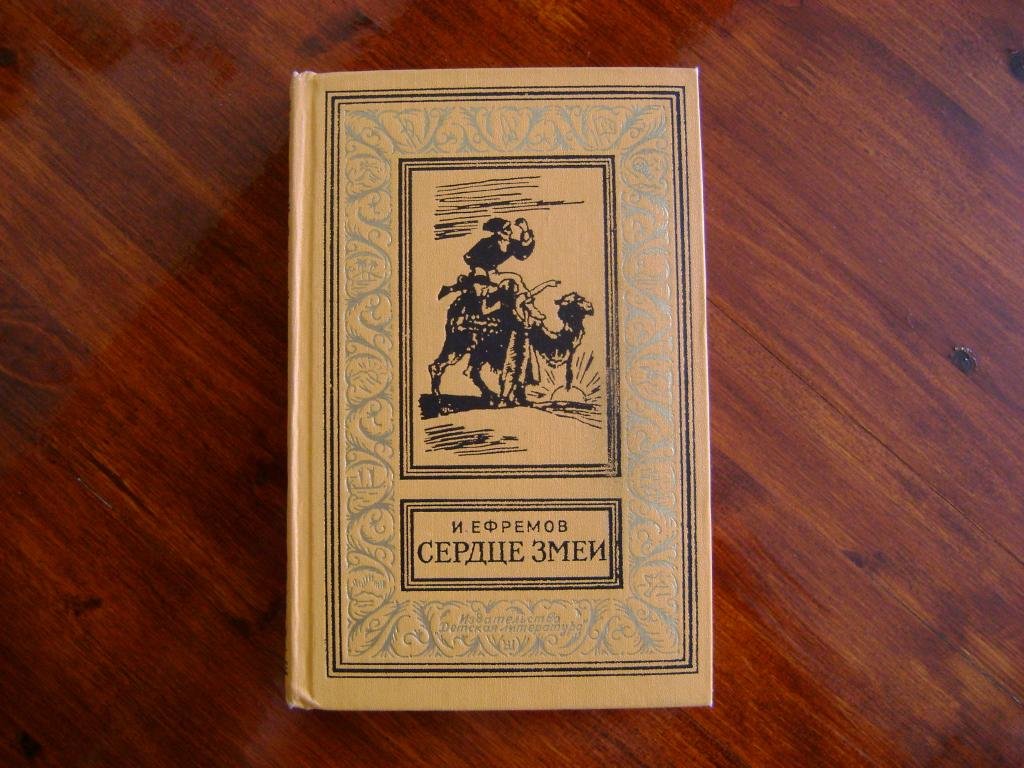 И. ЕФРЕМОВ
СЕРДЦЕ ЗМЕИ
Издательство
Детская литература